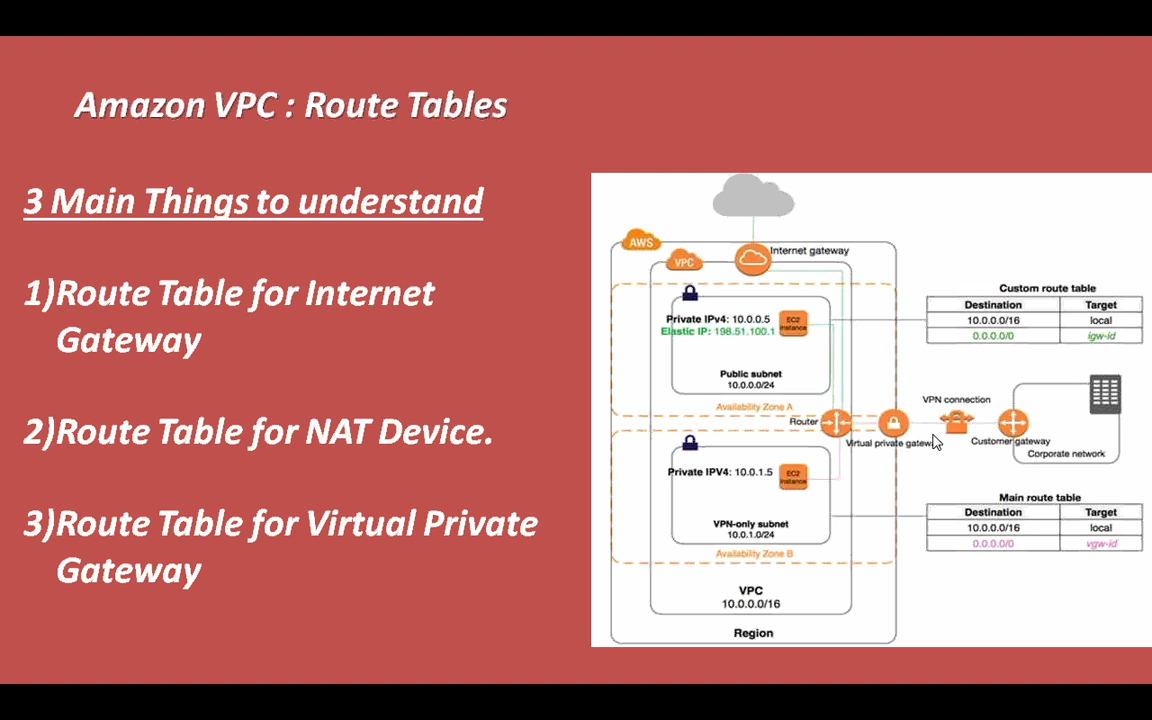 Amazon VPC : Route Tables
3 Main Things to understand
1)Route Table for Internet
Gateway
2)Route Table for NAT Device.
3)Route Table for Virtual Private
Gateway
AWS
Internet gateway
VPC
Private IPv4: 10.0.0.5
Elastic IP: 198.51.100.1
EC2
Instance
Public subnet
10.0.0.0/24
Availability Zone A
Custom route table
Destination Target
10.0.0.0/16 local
0.0.0.0/0 igw-id
Router
Virtual private gateway
VPN connection
Customer gateway
Corporate network
Private IPV4: 10.0.1.5
EC2
Instance
VPN-only subnet
10.0.1.0/24
Availability Zone B
Main route table
Destination Target
10.0.0.0/16 local
0.0.0.0/0 vgw-id
VPC
10.0.0.0/16
Region